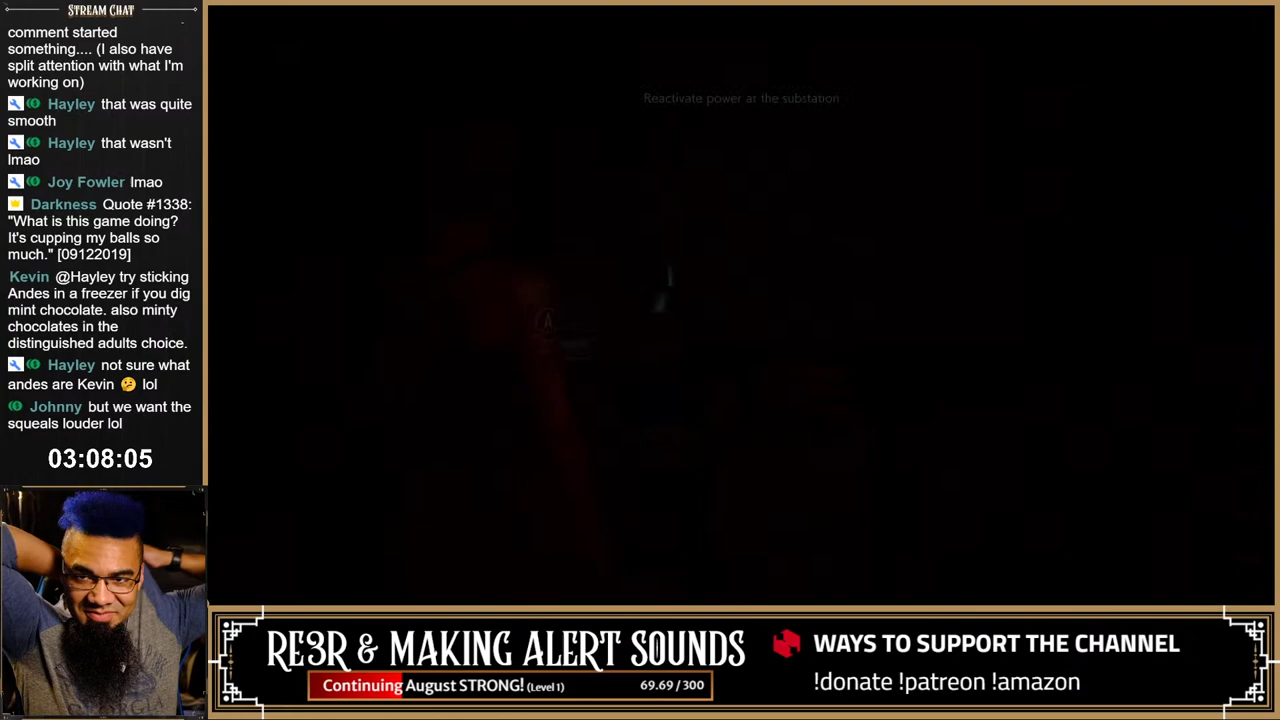 STREAM CHAT
comment started
something.... (I also have
split attention with what I'm
working on)
Hayley that was quite
smooth
Hayley that wasn't
lmao
Joy Fowler lmao
Darkness Quote #1338:
"What is this game doing?
It's cupping my balls so
much." [09122019]
Kevin @Hayley try sticking
Andes in a freezer if you dig
mint chocolate. also minty
chocolates in the
distinguished adults choice.
Hayley not sure what
andes are Kevin 🤔 lol
Johnny but we want the
squeals louder lol
03:08:05
Reactivate power at the substation
A
RE3R & MAKING ALERT SOUNDS
Continuing August STRONG! (Level 1) 69.69 / 300
WAYS TO SUPPORT THE CHANNEL
!donate !patreon !amazon